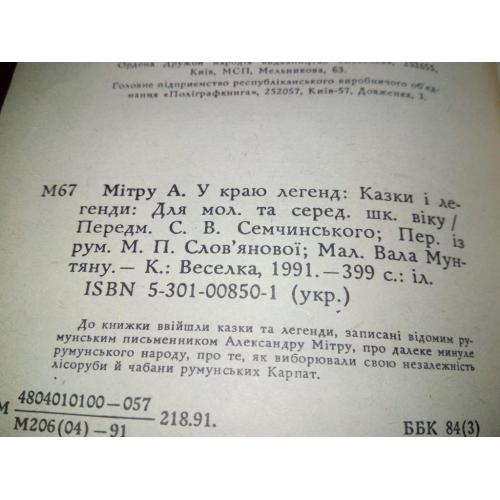 Ордена Дружби народів
Київ, МСП, Мельникова, 63.
Головне підприємство республіканського виробничого об'єд-
нання «Поліграфкнига», 252057, Київ-57, Довженка, 3.
М67 Мітру А. У краю легенд: Казки і ле-
генди: Для мол. та серед. шк. віку /
Передм. С. В. Семчинського; Пер. із
рум. М. П. Слов'янової; Мал. Вала Мун-
тяну.— К.: Веселка, 1991.—399 с.: іл.
ISBN 5-301-00850-1 (укр.)
До книжки ввійшли казки та легенди, записані відомим ру-
мунським письменником Александру Мітру, про далеке минуле
румунського народу, про те, як виборювали свою незалежність
лісоруби й чабани румунських Карпат.
М 4804010100—057
М206(04)—91 218.91.
ББК 84(3)